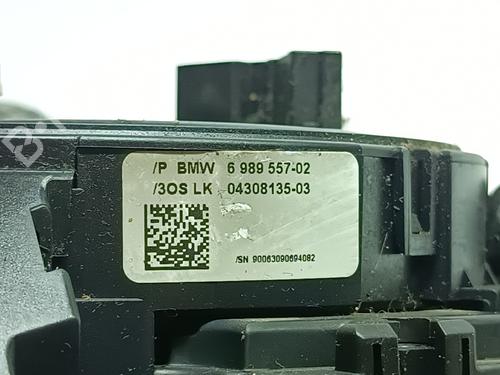 /P BMW 6 989 557-02
/3OS LK 04308135-03
/SN 90063090694082